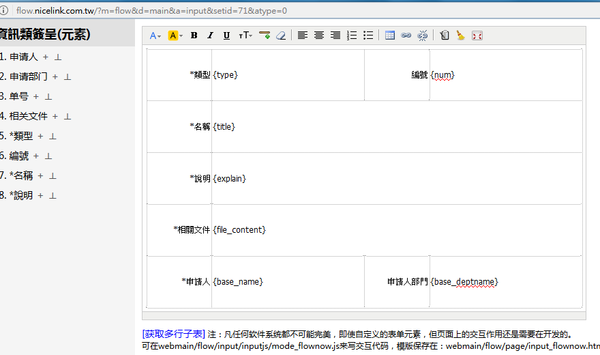 flow.nicelink.com.tw/?m=flow&d=main&a=input&setid=71&atype=0
資訊類簽呈(元素)
1. 申请人 + ⊥
2. 申请部门 + ⊥
3. 单号 + ⊥
4. 相关文件 + ⊥
5. *類型 + ⊥
6. 編號 + ⊥
7. *名稱 + ⊥
8. *說明 + ⊥
A A B I U тT
*類型 {type} 編號 {num}
*名稱 {title}
*說明 {explain}
*相關文件 {file_content}
*申請人 {base_name} 申請人部門 {base_deptname}
[获取多行子表] 注：凡任何软件系统都不可能完美，即使自定义的表单元素，但页面上的交互作用还是需要在开发的。
可在webmain/flow/input/inputjs/mode_flownow.js来写交互代码，模版保存在：webmain/flow/page/input_flownow.htm